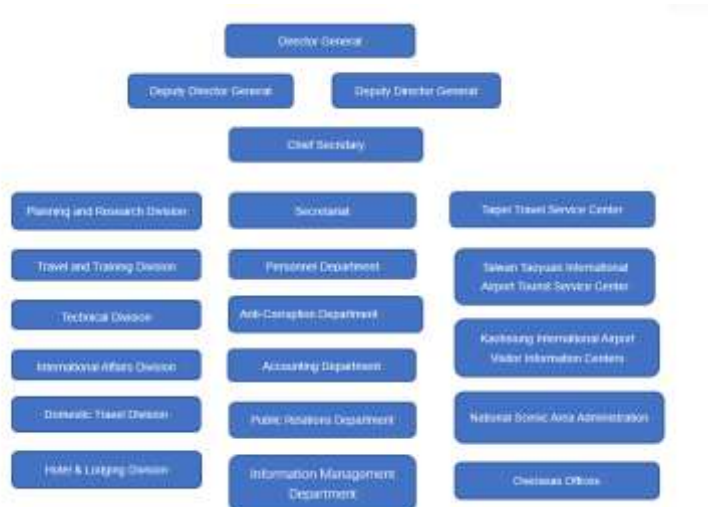 Director General
Deputy Director General
Deputy Director General
Chief Secretary
Planning and Research Division
Travel and Training Division
Technical Division
International Affairs Division
Domestic Travel Division
Hotel & Lodging Division
Secretariat
Personnel Department
Anti-Corruption Department
Accounting Department
Public Relations Department
Information Management
Department
Taipei Travel Service Center
Taiwan Taoyuan International
Airport Tourist Service Center
Kaohsiung International Airport
Visitor Information Centers
National Scenic Area Administration
Overseas Offices